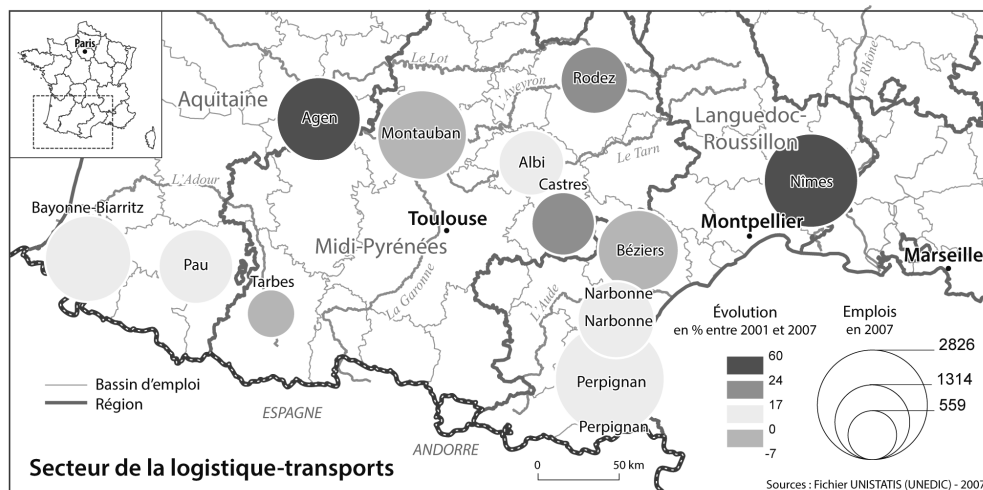 Paris
Aquitaine
Le Lot
L'Aveyron
Rodez
Le Rhône
Agen
Montauban
Languedoc-
Roussillon
Albi
Le Tarn
Nîmes
L'Adour
Castres
Bayonne-Biarritz
Toulouse
Montpellier
Midi-Pyrénées
Béziers
Marseille
Pau
Tarbes
La Garonne
L'Aude
Narbonne
Narbonne
Perpignan
Perpignan
Évolution
en % entre 2001 et 2007
60
24
17
0
-7
Emplois
en 2007
2826
1314
559
Bassin d'emploi
Région
ESPAGNE
ANDORRE
Secteur de la logistique-transports
0 50 km
Sources : Fichier UNISTATIS (UNEDIC) - 2007